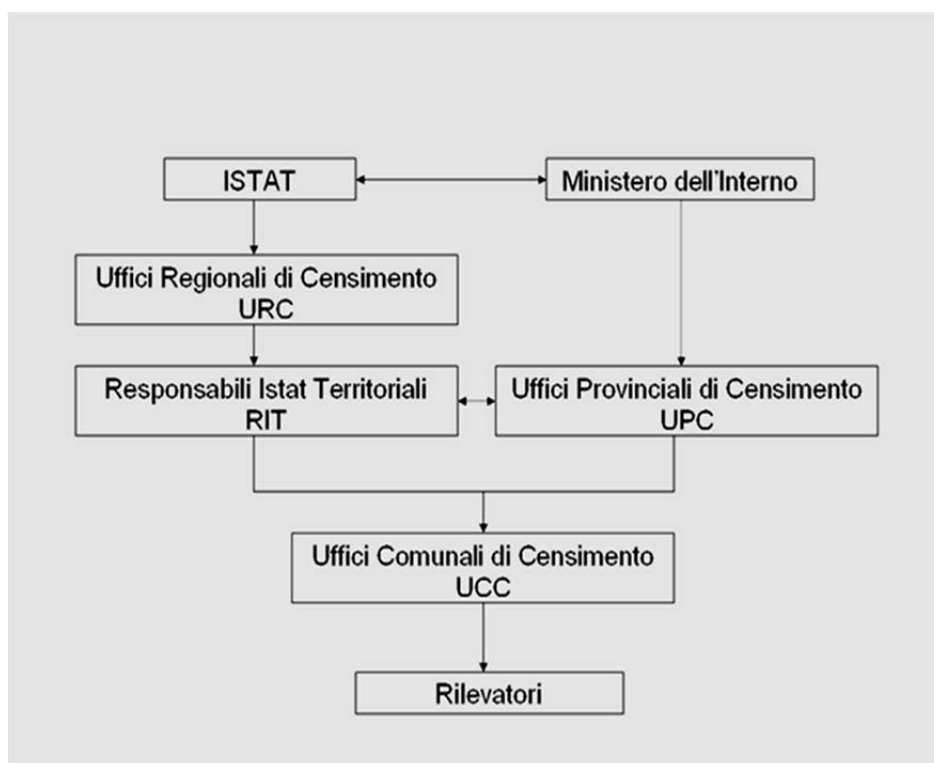 ISTAT
Ministero dell'Interno
Uffici Regionali di Censimento
URC
Responsabili Istat Territoriali
RIT
Uffici Provinciali di Censimento
UPC
Uffici Comunali di Censimento
UCC
Rilevatori